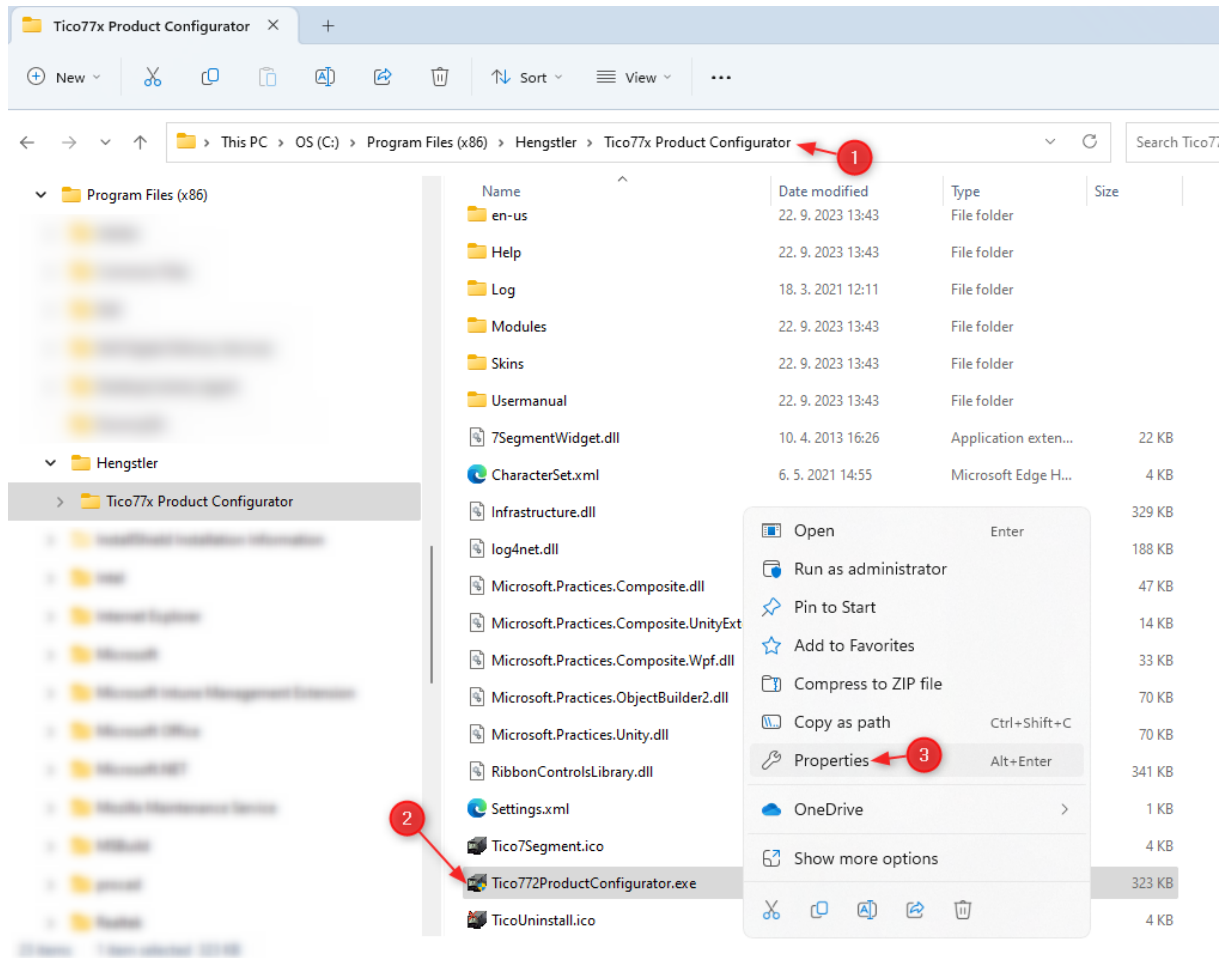 Tico77x Product Configurator
New
Sort
View
This PC > OS (C:) > Program Files (x86) > Hengstler > Tico77x Product Configurator
1
Search Tico77
Program Files (x86)
Hengstler
Tico77x Product Configurator
Name Date modified Type Size
en-us 22. 9. 2023 13:43 File folder
Help 22. 9. 2023 13:43 File folder
Log 18. 3. 2021 12:11 File folder
Modules 22. 9. 2023 13:43 File folder
Skins 22. 9. 2023 13:43 File folder
Usermanual 22. 9. 2023 13:43 File folder
7SegmentWidget.dll 10. 4. 2013 16:26 Application exten... 22 KB
CharacterSet.xml 6. 5. 2021 14:55 Microsoft Edge H... 4 KB
Infrastructure.dll 329 KB
log4net.dll 188 KB
Microsoft.Practices.Composite.dll 47 KB
Microsoft.Practices.Composite.UnityExt 14 KB
Microsoft.Practices.Composite.Wpf.dll 33 KB
Microsoft.Practices.ObjectBuilder2.dll 70 KB
Microsoft.Practices.Unity.dll 70 KB
RibbonControlsLibrary.dll 341 KB
Settings.xml 1 KB
Tico7Segment.ico 4 KB
2
Tico772ProductConfigurator.exe 323 KB
TicoUninstall.ico 4 KB
Open Enter
Run as administrator
Pin to Start
Add to Favorites
Compress to ZIP file
Copy as path Ctrl+Shift+C
Properties 3 Alt+Enter
OneDrive
Show more options